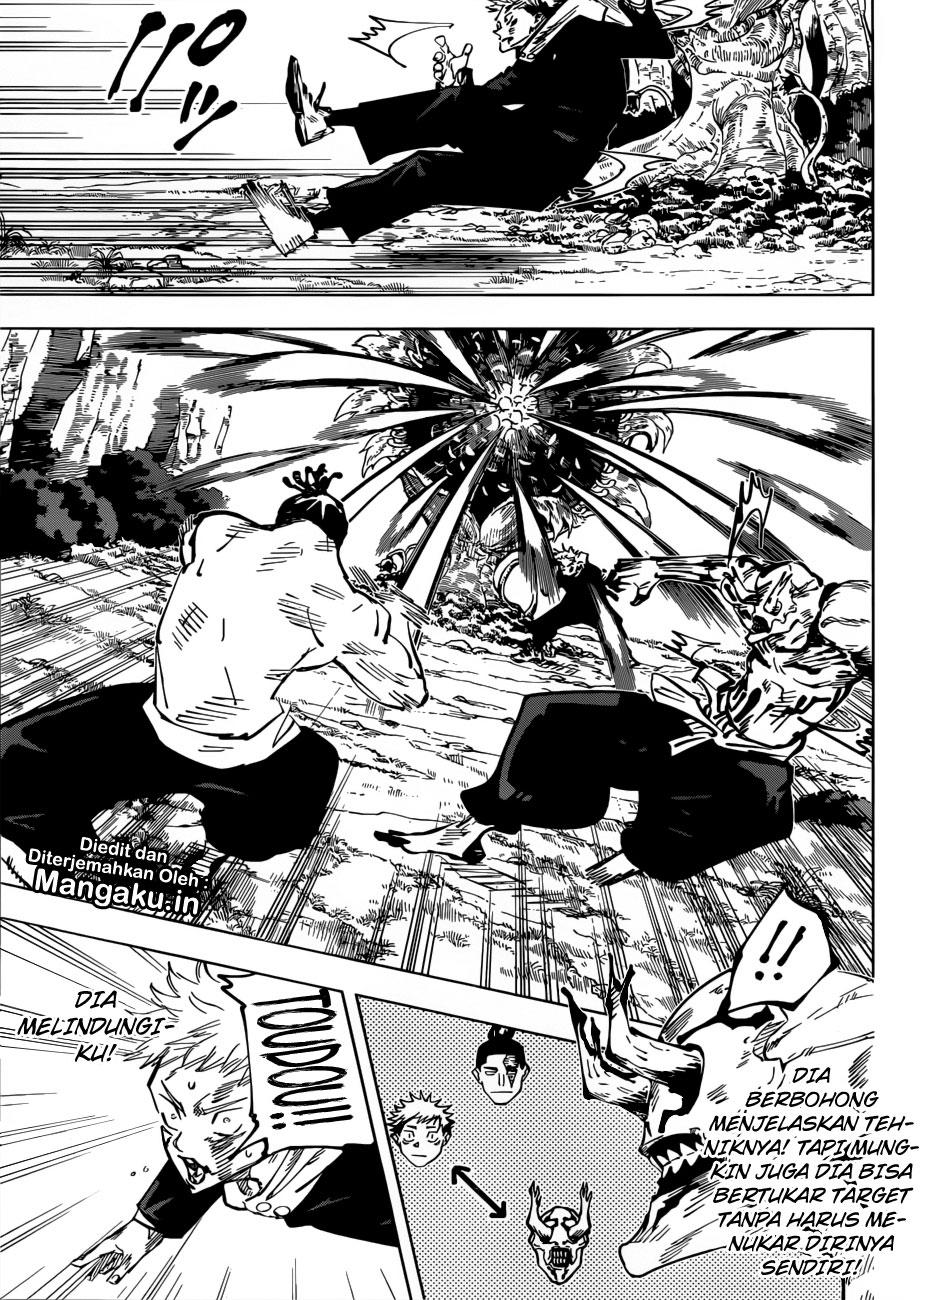 パッ
Diedit dan
Diterjemahkan Oleh :
Mangaku.in
!!
DIA
BERBOHONG
MENJELASKAN TEH-
NIKNYA! TAPI MUNG-
KIN JUGA DIA BISA
BERTUKAR TARGET
TANPA HARUS ME-
NUKAR DIRINYA
SENDIRI!
TOUDOU!!
DIA
MELINDUNGI-
KU!